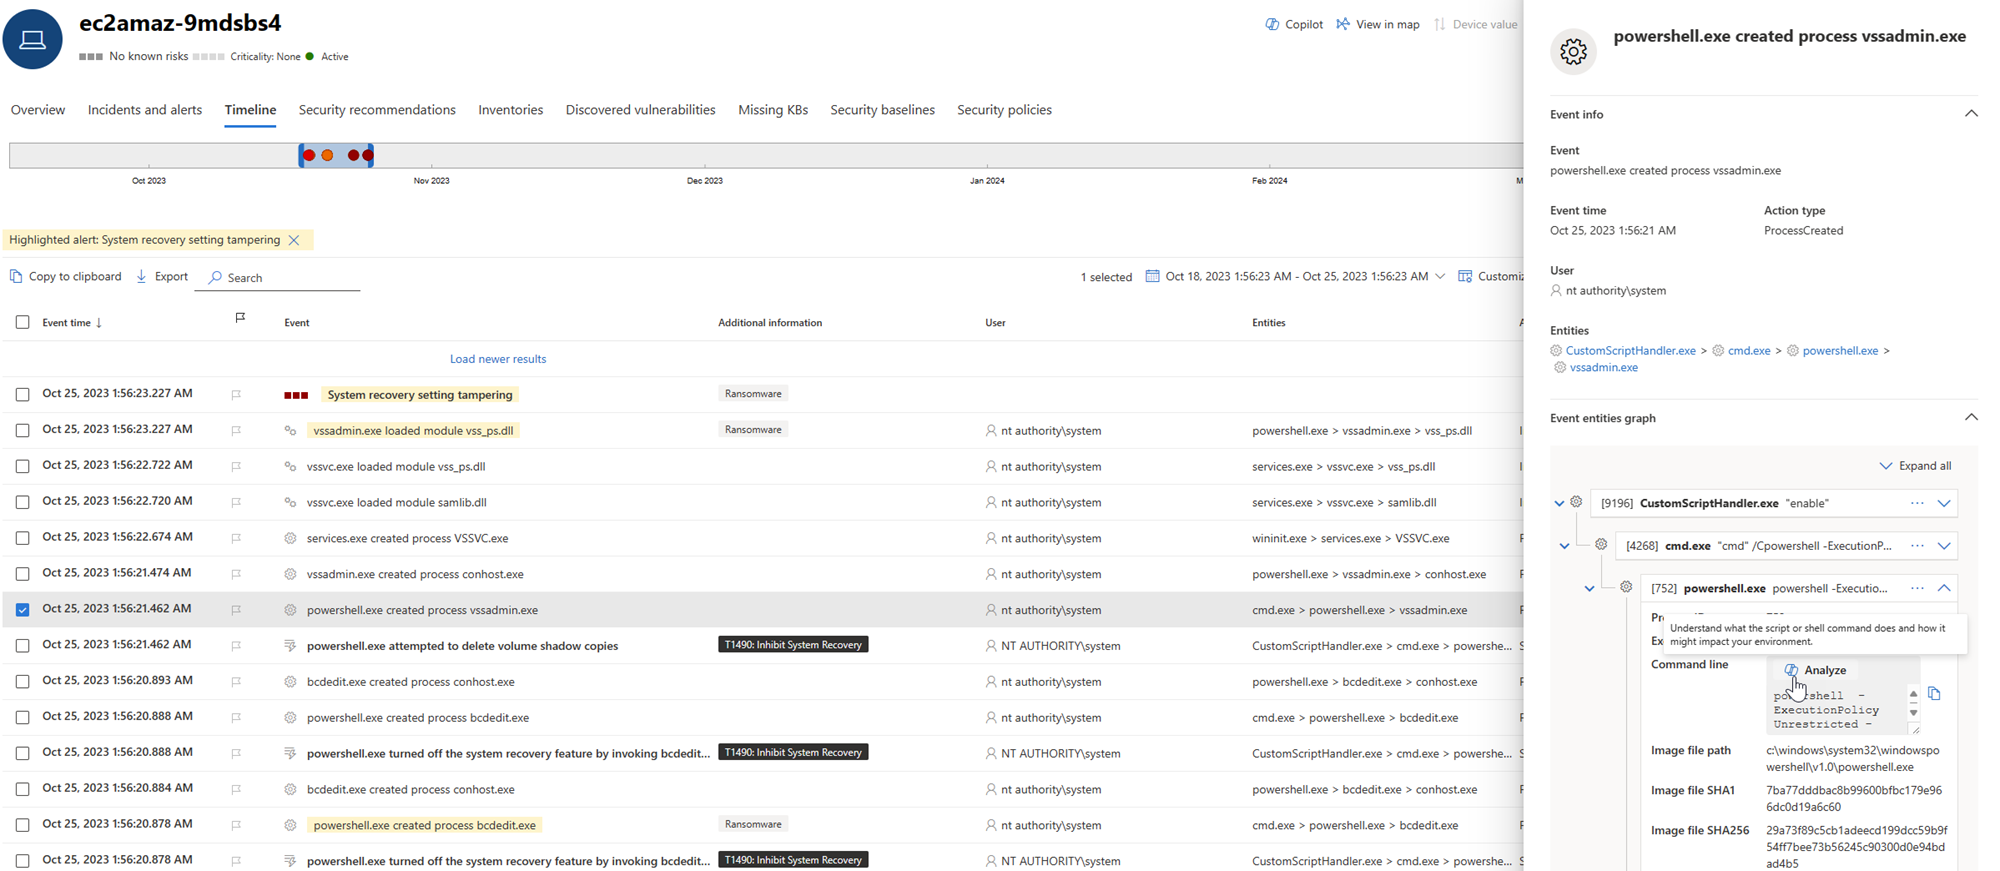 ec2amaz-9mdsbs4
No known risks Criticality: None Active
Copilot View in map Device value
Overview Incidents and alerts Timeline Security recommendations Inventories Discovered vulnerabilities Missing KBs Security baselines Security policies
Oct 2023 Nov 2023 Dec 2023 Jan 2024 Feb 2024 M
Highlighted alert: System recovery setting tampering
Copy to clipboard Export Search 1 selected Oct 18, 2023 1:56:23 AM - Oct 25, 2023 1:56:23 AM Customiz
Event time ↓ Event Additional information User Entities A
Load newer results
Oct 25, 2023 1:56:23.227 AM System recovery setting tampering Ransomware
Oct 25, 2023 1:56:23.227 AM vssadmin.exe loaded module vss_ps.dll Ransomware nt authority\system powershell.exe > vssadmin.exe > vss_ps.dll
Oct 25, 2023 1:56:22.722 AM vssvc.exe loaded module vss_ps.dll nt authority\system services.exe > vssvc.exe > vss_ps.dll
Oct 25, 2023 1:56:22.720 AM vssvc.exe loaded module samlib.dll nt authority\system services.exe > vssvc.exe > samlib.dll
Oct 25, 2023 1:56:22.674 AM services.exe created process VSSVC.exe nt authority\system wininit.exe > services.exe > VSSVC.exe
Oct 25, 2023 1:56:21.474 AM vssadmin.exe created process conhost.exe nt authority\system powershell.exe > vssadmin.exe > conhost.exe
Oct 25, 2023 1:56:21.462 AM powershell.exe created process vssadmin.exe nt authority\system cmd.exe > powershell.exe > vssadmin.exe
Oct 25, 2023 1:56:21.462 AM powershell.exe attempted to delete volume shadow copies T1490: Inhibit System Recovery NT AUTHORITY\system CustomScriptHandler.exe > cmd.exe > powershe...
Oct 25, 2023 1:56:20.893 AM bcdedit.exe created process conhost.exe nt authority\system powershell.exe > bcdedit.exe > conhost.exe
Oct 25, 2023 1:56:20.888 AM powershell.exe created process bcdedit.exe nt authority\system cmd.exe > powershell.exe > bcdedit.exe
Oct 25, 2023 1:56:20.888 AM powershell.exe turned off the system recovery feature by invoking bcdedit... T1490: Inhibit System Recovery NT AUTHORITY\system CustomScriptHandler.exe > cmd.exe > powershe...
Oct 25, 2023 1:56:20.884 AM bcdedit.exe created process conhost.exe nt authority\system powershell.exe > bcdedit.exe > conhost.exe
Oct 25, 2023 1:56:20.878 AM powershell.exe created process bcdedit.exe Ransomware nt authority\system cmd.exe > powershell.exe > bcdedit.exe
Oct 25, 2023 1:56:20.878 AM powershell.exe turned off the system recovery feature by invoking bcdedit... T1490: Inhibit System Recovery NT AUTHORITY\system CustomScriptHandler.exe > cmd.exe > powershe...
powershell.exe created process vssadmin.exe
Event info
Event
powershell.exe created process vssadmin.exe
Event time Action type
Oct 25, 2023 1:56:21 AM ProcessCreated
User
nt authority\system
Entities
CustomScriptHandler.exe > cmd.exe > powershell.exe >
vssadmin.exe
Event entities graph
Expand all
[9196] CustomScriptHandler.exe "enable" ...
[4268] cmd.exe "cmd" /Cpowershell -ExecutionP... ...
[752] powershell.exe powershell -Executio... ...
Understand what the script or shell command does and how it
might impact your environment.
Command line Analyze
powershell -
ExecutionPolicy
Unrestricted -
Image file path c:\windows\system32\windowspo
wershell\v1.0\powershell.exe
Image file SHA1 7ba77dddbac8b99600bfbc179e96
6dc0d19a6c60
Image file SHA256 29a73f89c5cb1adeecd199dcc59b9f
54ff7bee73b56245c90300d0e94bd
ad4b5